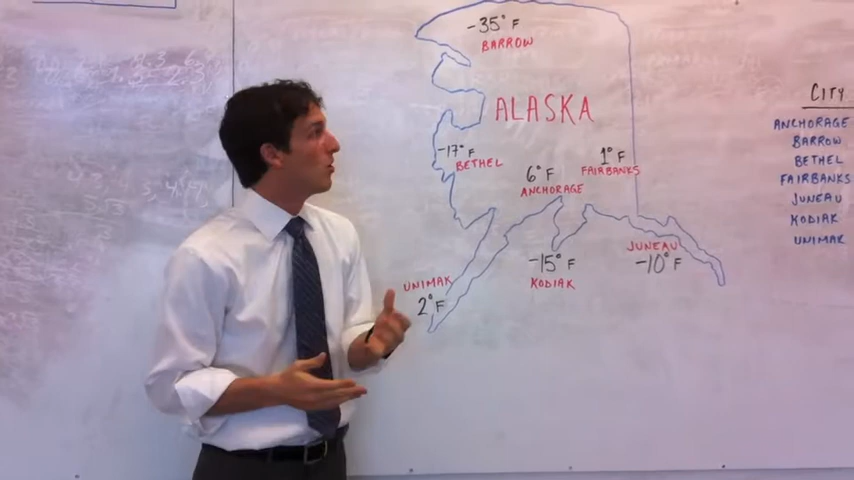 -35° F
BARROW
ALASKA
-17° F
BETHEL
6° F
ANCHORAGE
1° F
FAIRBANKS
UNIMAK
2° F
-15° F
KODIAK
JUNEAU
-10° F
CITY
ANCHORAGE
BARROW
BETHEL
FAIRBANKS
JUNEAU
KODIAK
UNIMAK